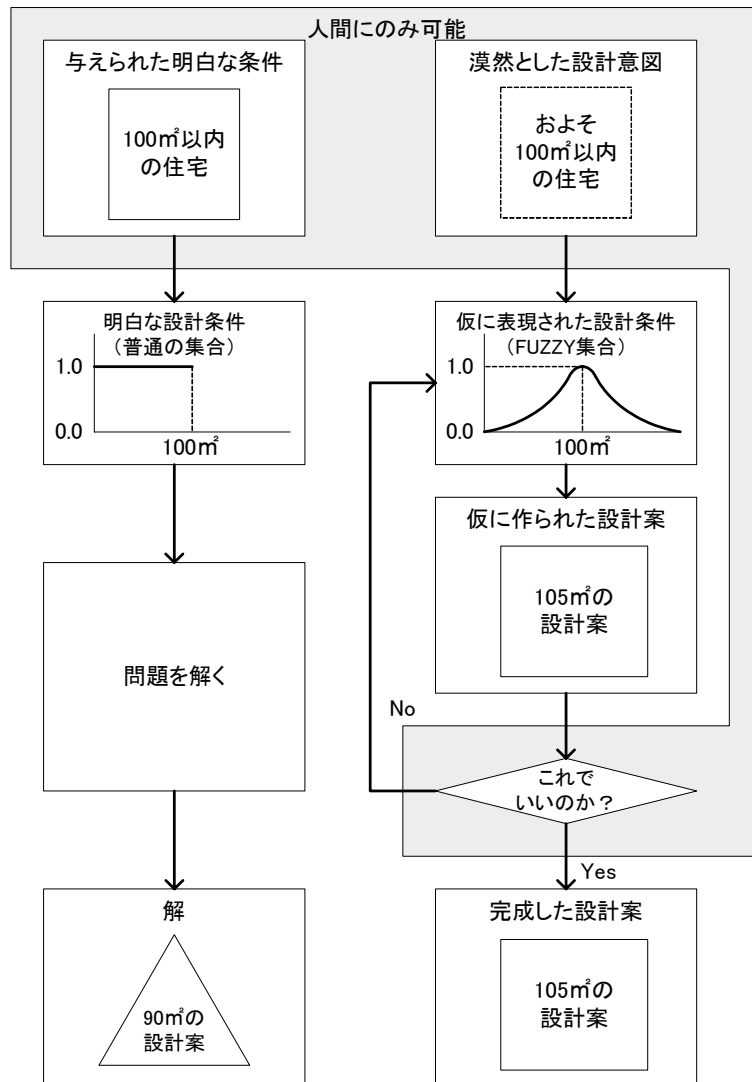 人間にのみ可能
与えられた明白な条件
100㎡以内
の住宅
漠然とした設計意図
およそ
100㎡以内
の住宅
明白な設計条件
（普通の集合）
1.0
0.0
100㎡
仮に表現された設計条件
（FUZZY集合）
1.0
0.0
100㎡
仮に作られた設計案
105㎡の
設計案
問題を解く
No
これで
いいのか？
Yes
解
90㎡の
設計案
完成した設計案
105㎡の
設計案